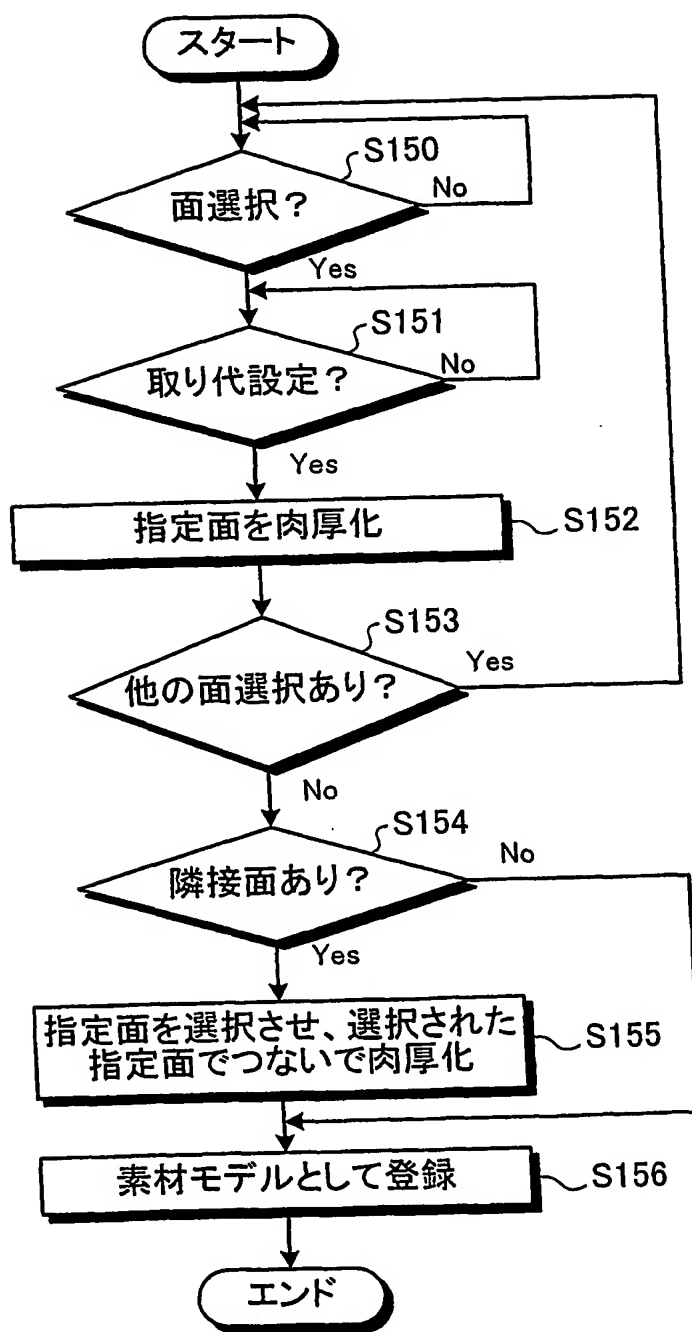 スタート
S150
面選択？
No
Yes
S151
取り代設定？
No
Yes
指定面を肉厚化
S152
S153
他の面選択あり？
Yes
No
S154
隣接面あり？
No
Yes
指定面を選択させ、選択された
指定面でつないで肉厚化
S155
素材モデルとして登録
S156
エンド